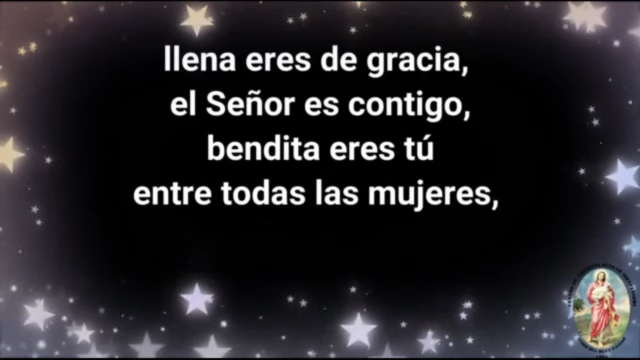 llena eres de gracia,
el Señor es contigo,
bendita eres tú
entre todas las mujeres,